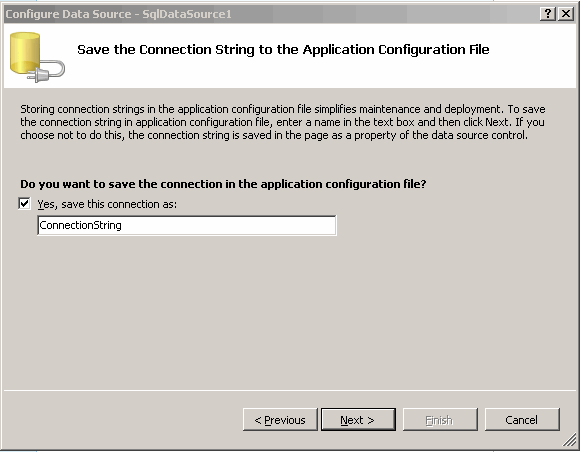 Configure Data Source - SqlDataSource1
Save the Connection String to the Application Configuration File
Storing connection strings in the application configuration file simplifies maintenance and deployment. To save
the connection string in application configuration file, enter a name in the text box and then click Next. If you
choose not to do this, the connection string is saved in the page as a property of the data source control.
Do you want to save the connection in the application configuration file?
Yes, save this connection as:
ConnectionString
< Previous Next > Finish Cancel